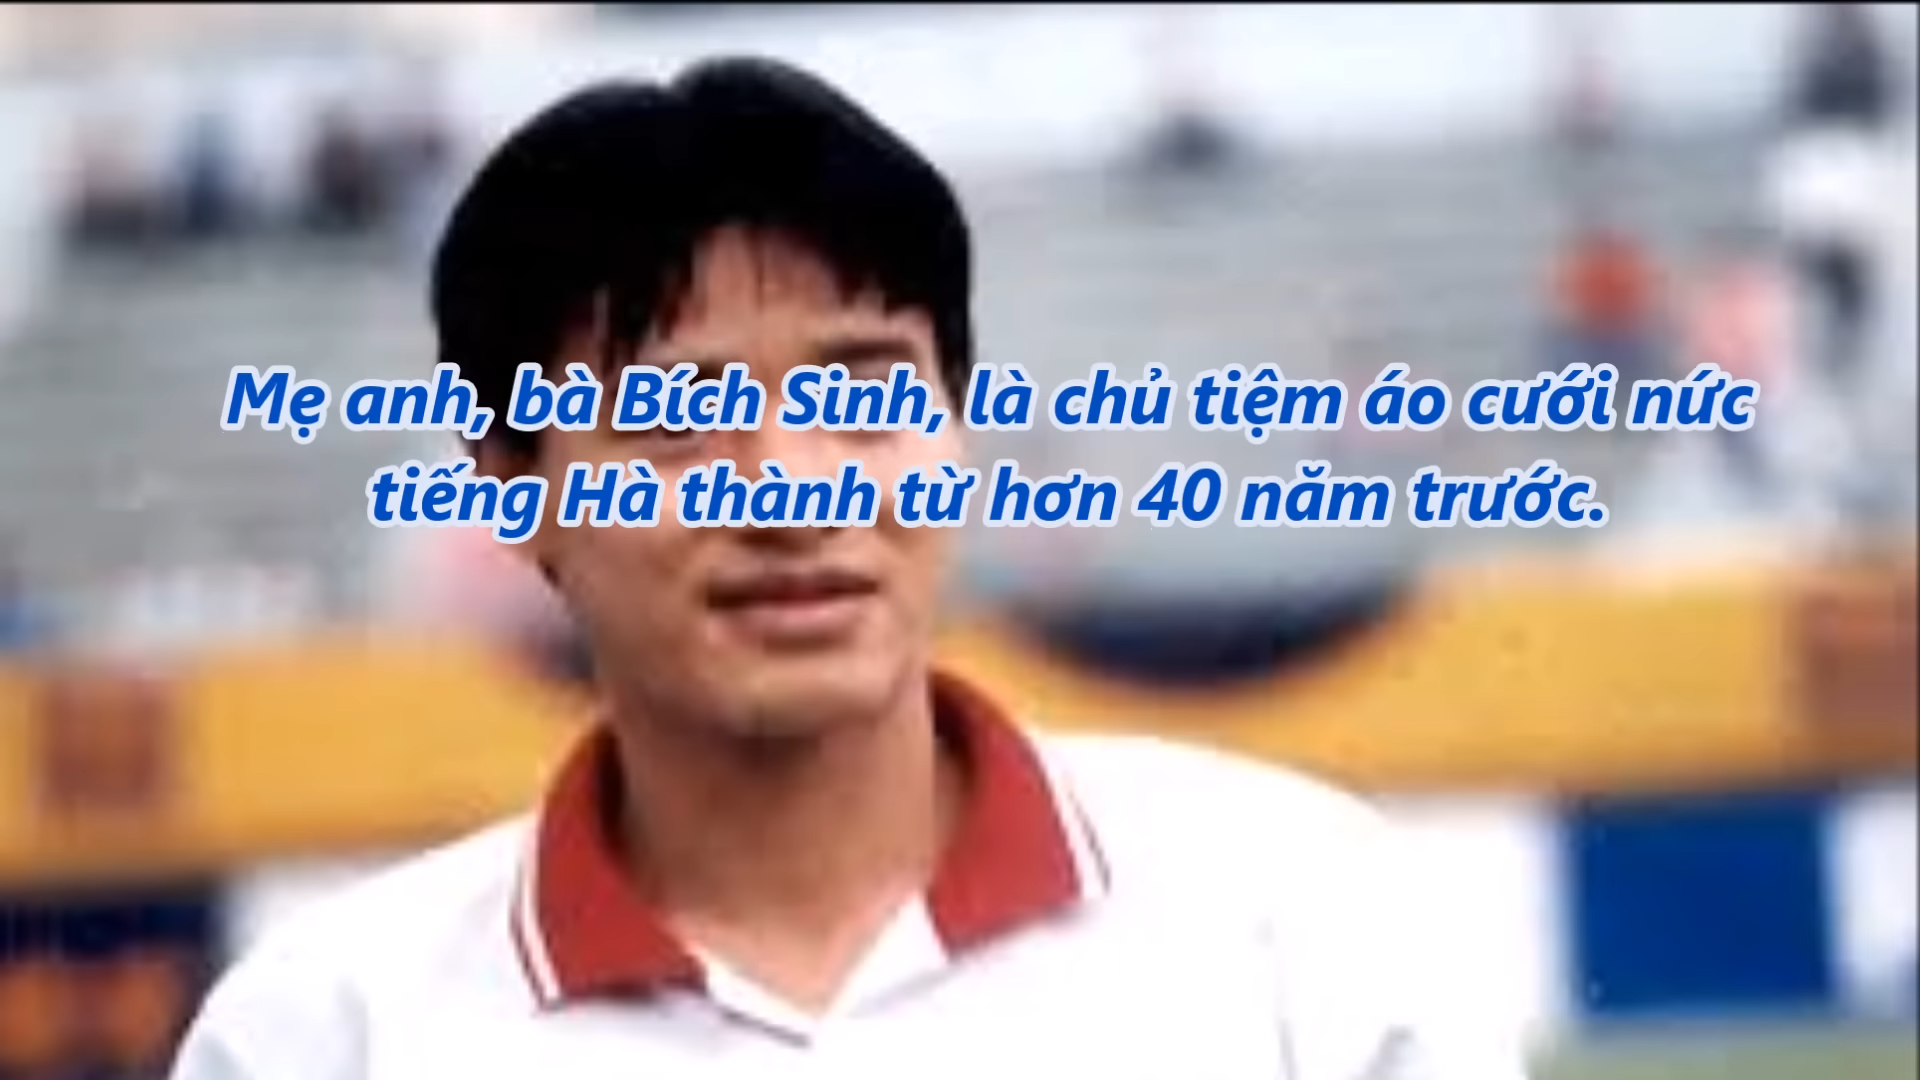 Mẹ anh, bà Bích Sinh, là chủ tiệm áo cưới nức
tiếng Hà thành từ hơn 40 năm trước.